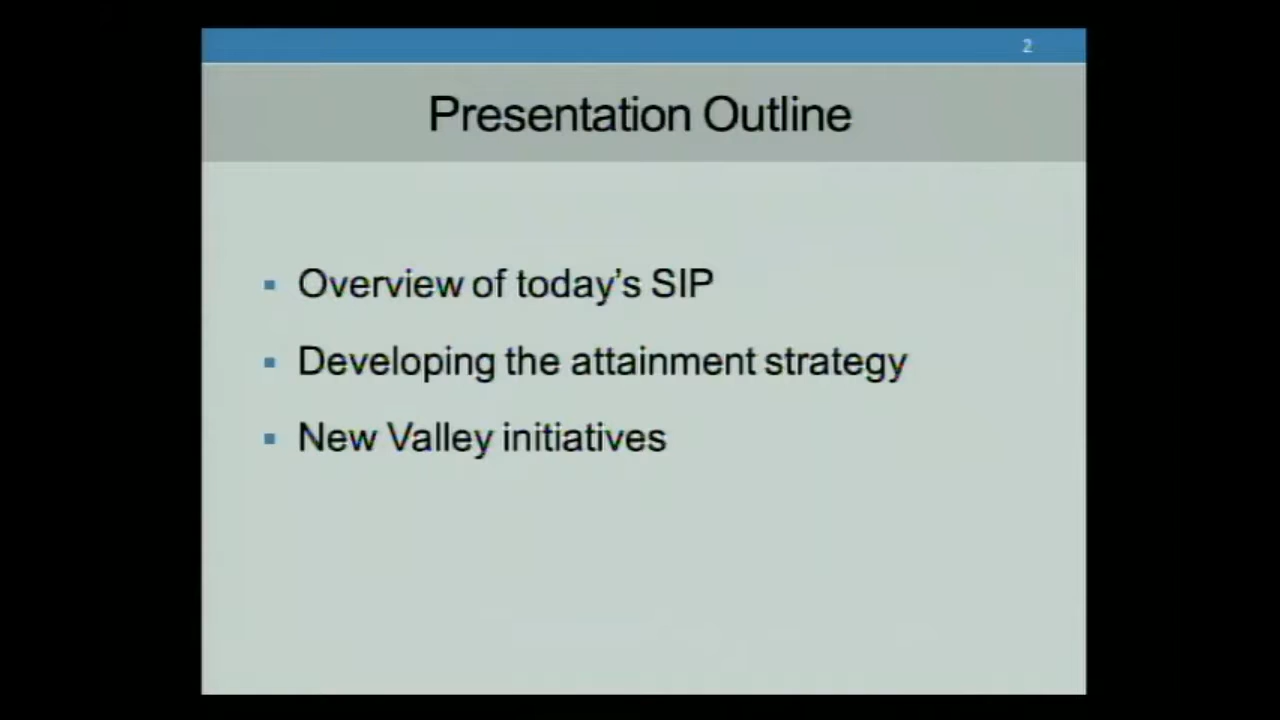 2
Presentation Outline
Overview of today's SIP
Developing the attainment strategy
New Valley initiatives